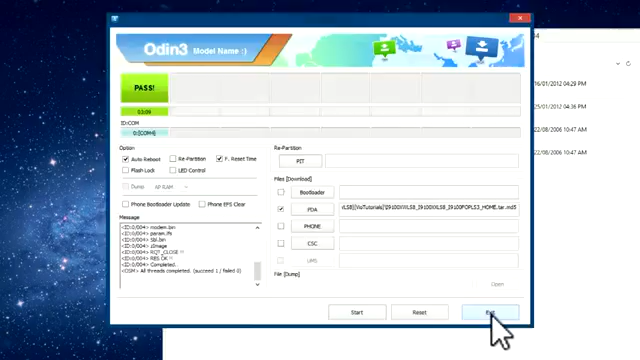 Odin3 Model Name :)
PASS!
53:09
ID:COM
0:[COM4]
Option
Auto Reboot
Re-Partition
F. Reset Time
Flash Lock
LED Control
Dump
AP RAM
Phone Bootloader Update
Phone EFS Clear
Message
<ID:0/004> modem.bin
<ID:0/004> param.lfs
<ID:0/004> Sbl.bin
<ID:0/004> zImage
<ID:0/004> RQT_CLOSE !!
<ID:0/004> RES OK !!
<ID:0/004> Completed..
<OSM> All threads completed. (succeed 1 / failed 0)
Re-Partition
PIT
Files [Download]
Bootloader
PDA
PHONE
CSC
UMS
File [Dump]
Open
Start
Reset
Exit
16/01/2012 04:29 PM
25/01/2012 04:36 PM
22/08/2006 10:47 AM
22/08/2006 10:47 AM